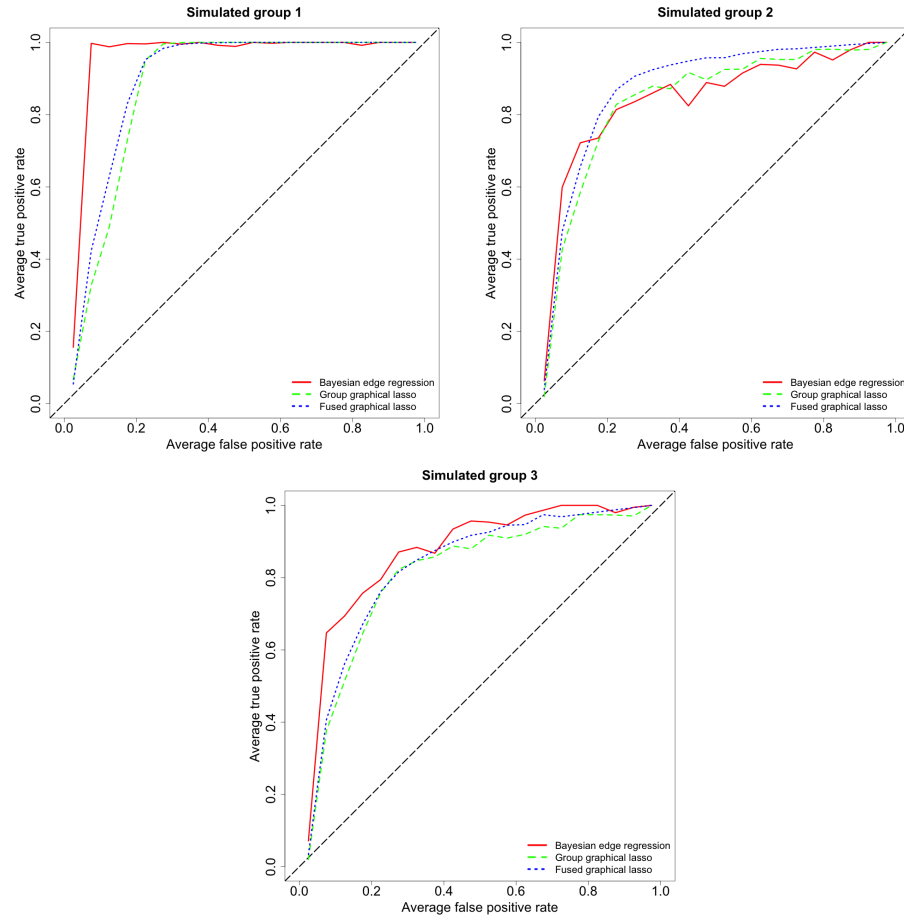 Simulated group 1
Average true positive rate
1.0
0.8
0.6
0.4
0.2
0.0
Bayesian edge regression
Group graphical lasso
Fused graphical lasso
0.0 0.2 0.4 0.6 0.8 1.0
Average false positive rate
Simulated group 2
Average true positive rate
1.0
0.8
0.6
0.4
0.2
0.0
Bayesian edge regression
Group graphical lasso
Fused graphical lasso
0.0 0.2 0.4 0.6 0.8 1.0
Average false positive rate
Simulated group 3
Average true positive rate
1.0
0.8
0.6
0.4
0.2
0.0
Bayesian edge regression
Group graphical lasso
Fused graphical lasso
0.0 0.2 0.4 0.6 0.8 1.0
Average false positive rate